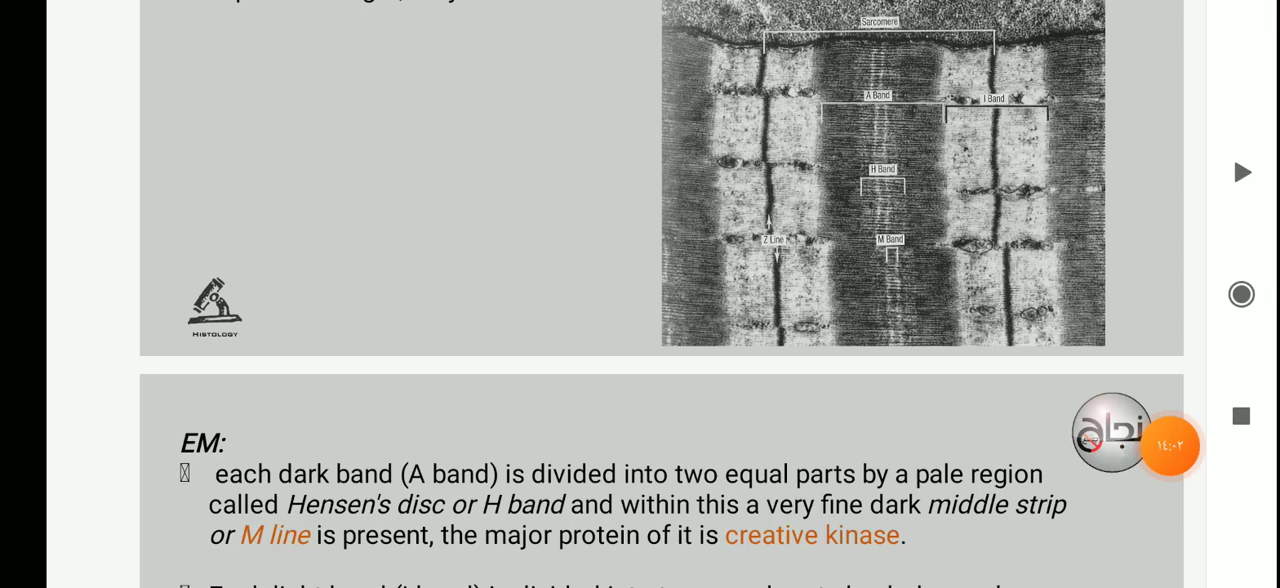 Sarcomere
A Band
I Band
H Band
Z Line
M Band
HISTOLOGY
١٤:٠٢
EM:
each dark band (A band) is divided into two equal parts by a pale region
called Hensen's disc or H band and within this a very fine dark middle strip
or M line is present, the major protein of it is creative kinase.